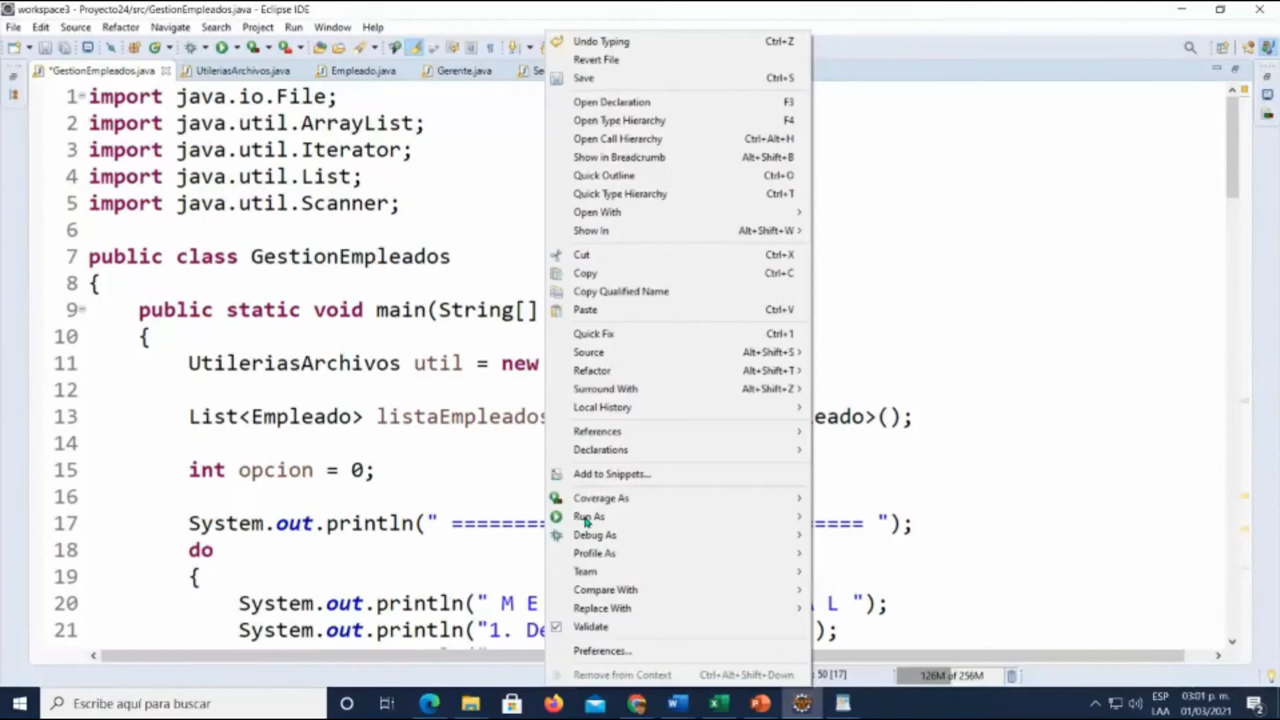 workspace3 - Proyecto24/src/GestionEmpleados.java - Eclipse IDE
File Edit Source Refactor Navigate Search Project Run Window Help
*GestionEmpleados.java UtileriasArchivos.java Empleado.java Gerente.java Se
1 import java.io.File;
2 import java.util.ArrayList;
3 import java.util.Iterator;
4 import java.util.List;
5 import java.util.Scanner;
6
7 public class GestionEmpleados
8 {
9 public static void main(String[]
10 {
11 UtileriasArchivos util = new
12
13 List<Empleado> listaEmpleados eado>();
14
15 int opcion = 0;
16
17 System.out.println(" ========= ==== ");
18 do
19 {
20 System.out.println(" M E A L ");
21 System.out.println("1. De );
Undo Typing Ctrl+Z
Revert File
Save Ctrl+S
Open Declaration F3
Open Type Hierarchy F4
Open Call Hierarchy Ctrl+Alt+H
Show in Breadcrumb Alt+Shift+B
Quick Outline Ctrl+O
Quick Type Hierarchy Ctrl+T
Open With
Show In Alt+Shift+W
Cut Ctrl+X
Copy Ctrl+C
Copy Qualified Name
Paste Ctrl+V
Quick Fix Ctrl+1
Source Alt+Shift+S
Refactor Alt+Shift+T
Surround With Alt+Shift+Z
Local History
References
Declarations
Add to Snippets...
Coverage As
Run As
Debug As
Profile As
Team
Compare With
Replace With
Validate
Preferences...
Remove from Context Ctrl+Alt+Shift+Down
50 [17] 126M of 256M
Escribe aquí para buscar
ESP 03:01 p. m.
LAA 01/03/2021 2